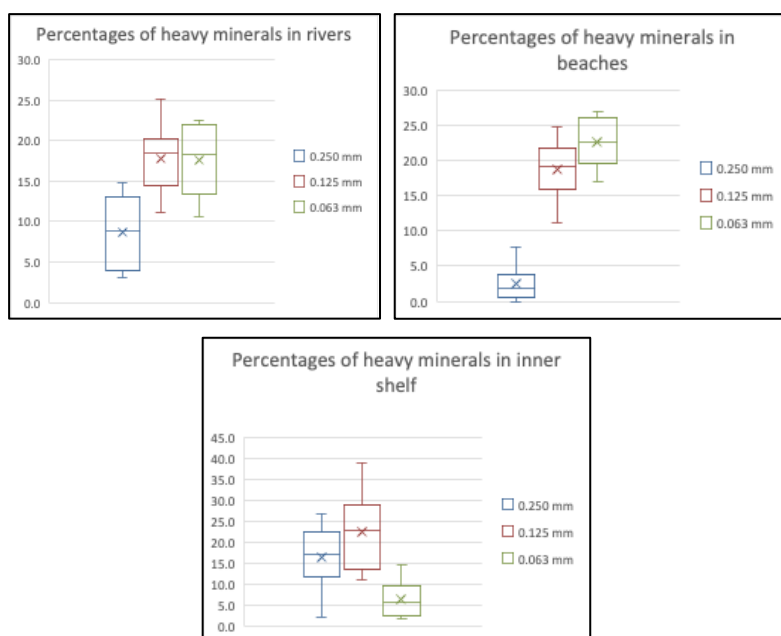 Percentages of heavy minerals in rivers
30.0
25.0
20.0
15.0
10.0
5.0
0.0
0.250 mm
0.125 mm
0.063 mm
Percentages of heavy minerals in
beaches
30.0
25.0
20.0
15.0
10.0
5.0
0.0
0.250 mm
0.125 mm
0.063 mm
Percentages of heavy minerals in inner
shelf
45.0
40.0
35.0
30.0
25.0
20.0
15.0
10.0
5.0
0.0
0.250 mm
0.125 mm
0.063 mm